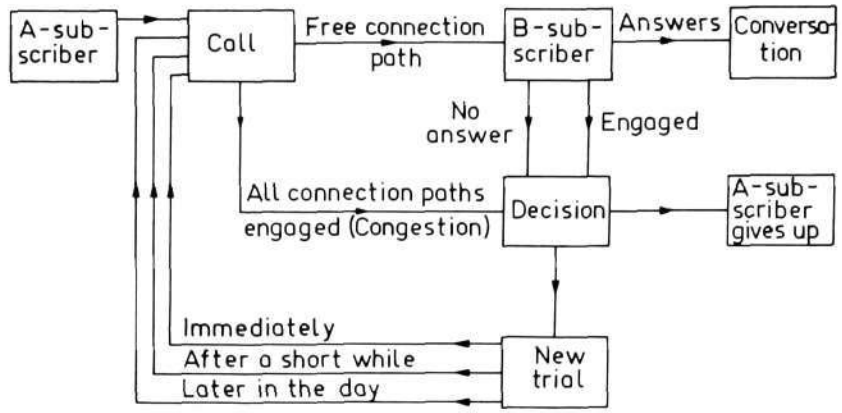 A-sub-
scriber
Call
Free connection
path
B-sub-
scriber
Answers
Conversa-
tion
No
answer
Engaged
All connection paths
engaged (Congestion)
Decision
A-sub-
scriber
gives up
Immediately
After a short while
Later in the day
New
trial